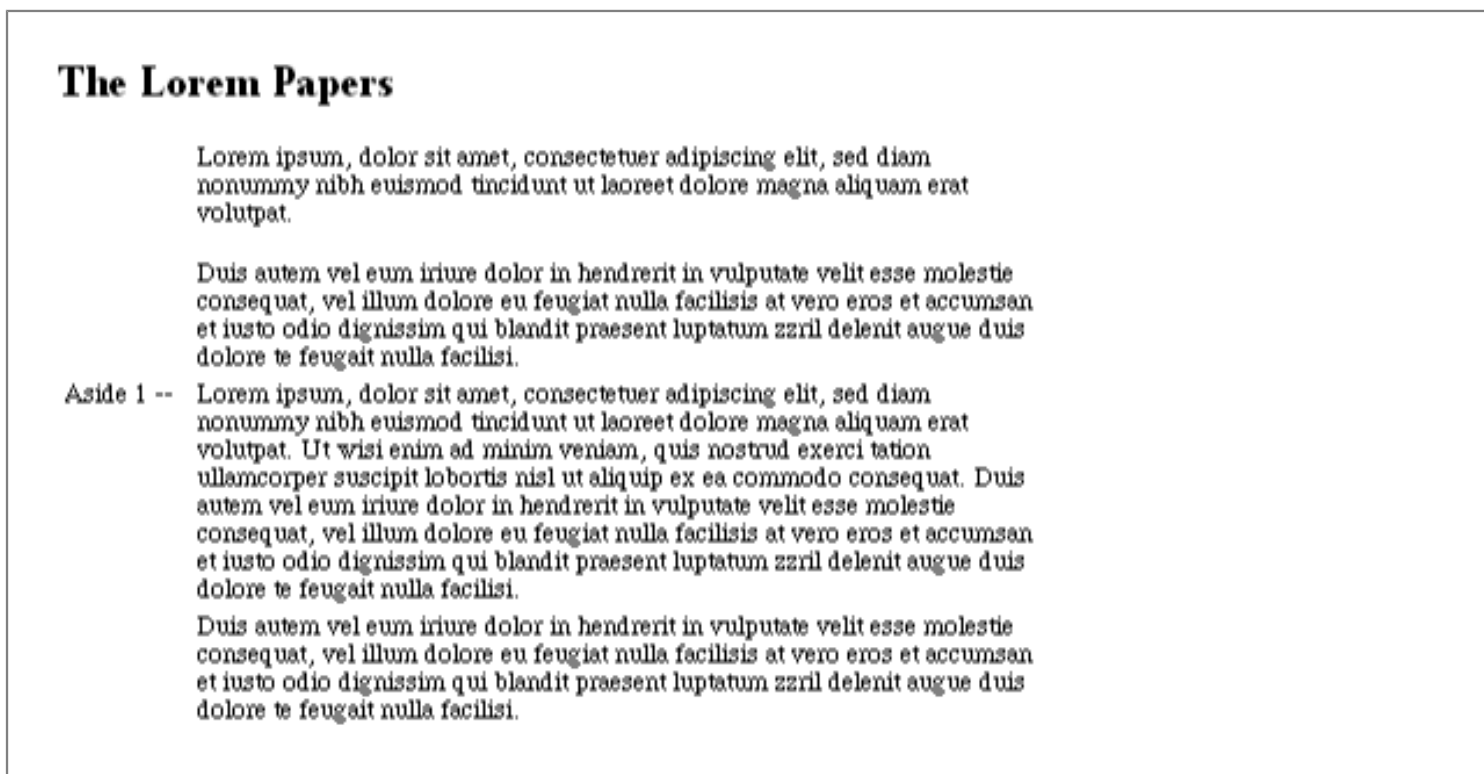 The Lorem Papers
Lorem ipsum, dolor sit amet, consectetuer adipiscing elit, sed diam
nonummy nibh euismod tincidunt ut laoreet dolore magna aliquam erat
volutpat.
Duis autem vel eum iriure dolor in hendrerit in vulputate velit esse molestie
consequat, vel illum dolore eu feugiat nulla facilisis at vero eros et accumsan
et iusto odio dignissim qui blandit praesent luptatum zzril delenit augue duis
dolore te feugait nulla facilisi.
Aside 1 -- Lorem ipsum, dolor sit amet, consectetuer adipiscing elit, sed diam
nonummy nibh euismod tincidunt ut laoreet dolore magna aliquam erat
volutpat. Ut wisi enim ad minim veniam, quis nostrud exerci tation
ullamcorper suscipit lobortis nisl ut aliquip ex ea commodo consequat. Duis
autem vel eum iriure dolor in hendrerit in vulputate velit esse molestie
consequat, vel illum dolore eu feugiat nulla facilisis at vero eros et accumsan
et iusto odio dignissim qui blandit praesent luptatum zzril delenit augue duis
dolore te feugait nulla facilisi.
Duis autem vel eum iriure dolor in hendrerit in vulputate velit esse molestie
consequat, vel illum dolore eu feugiat nulla facilisis at vero eros et accumsan
et iusto odio dignissim qui blandit praesent luptatum zzril delenit augue duis
dolore te feugait nulla facilisi.